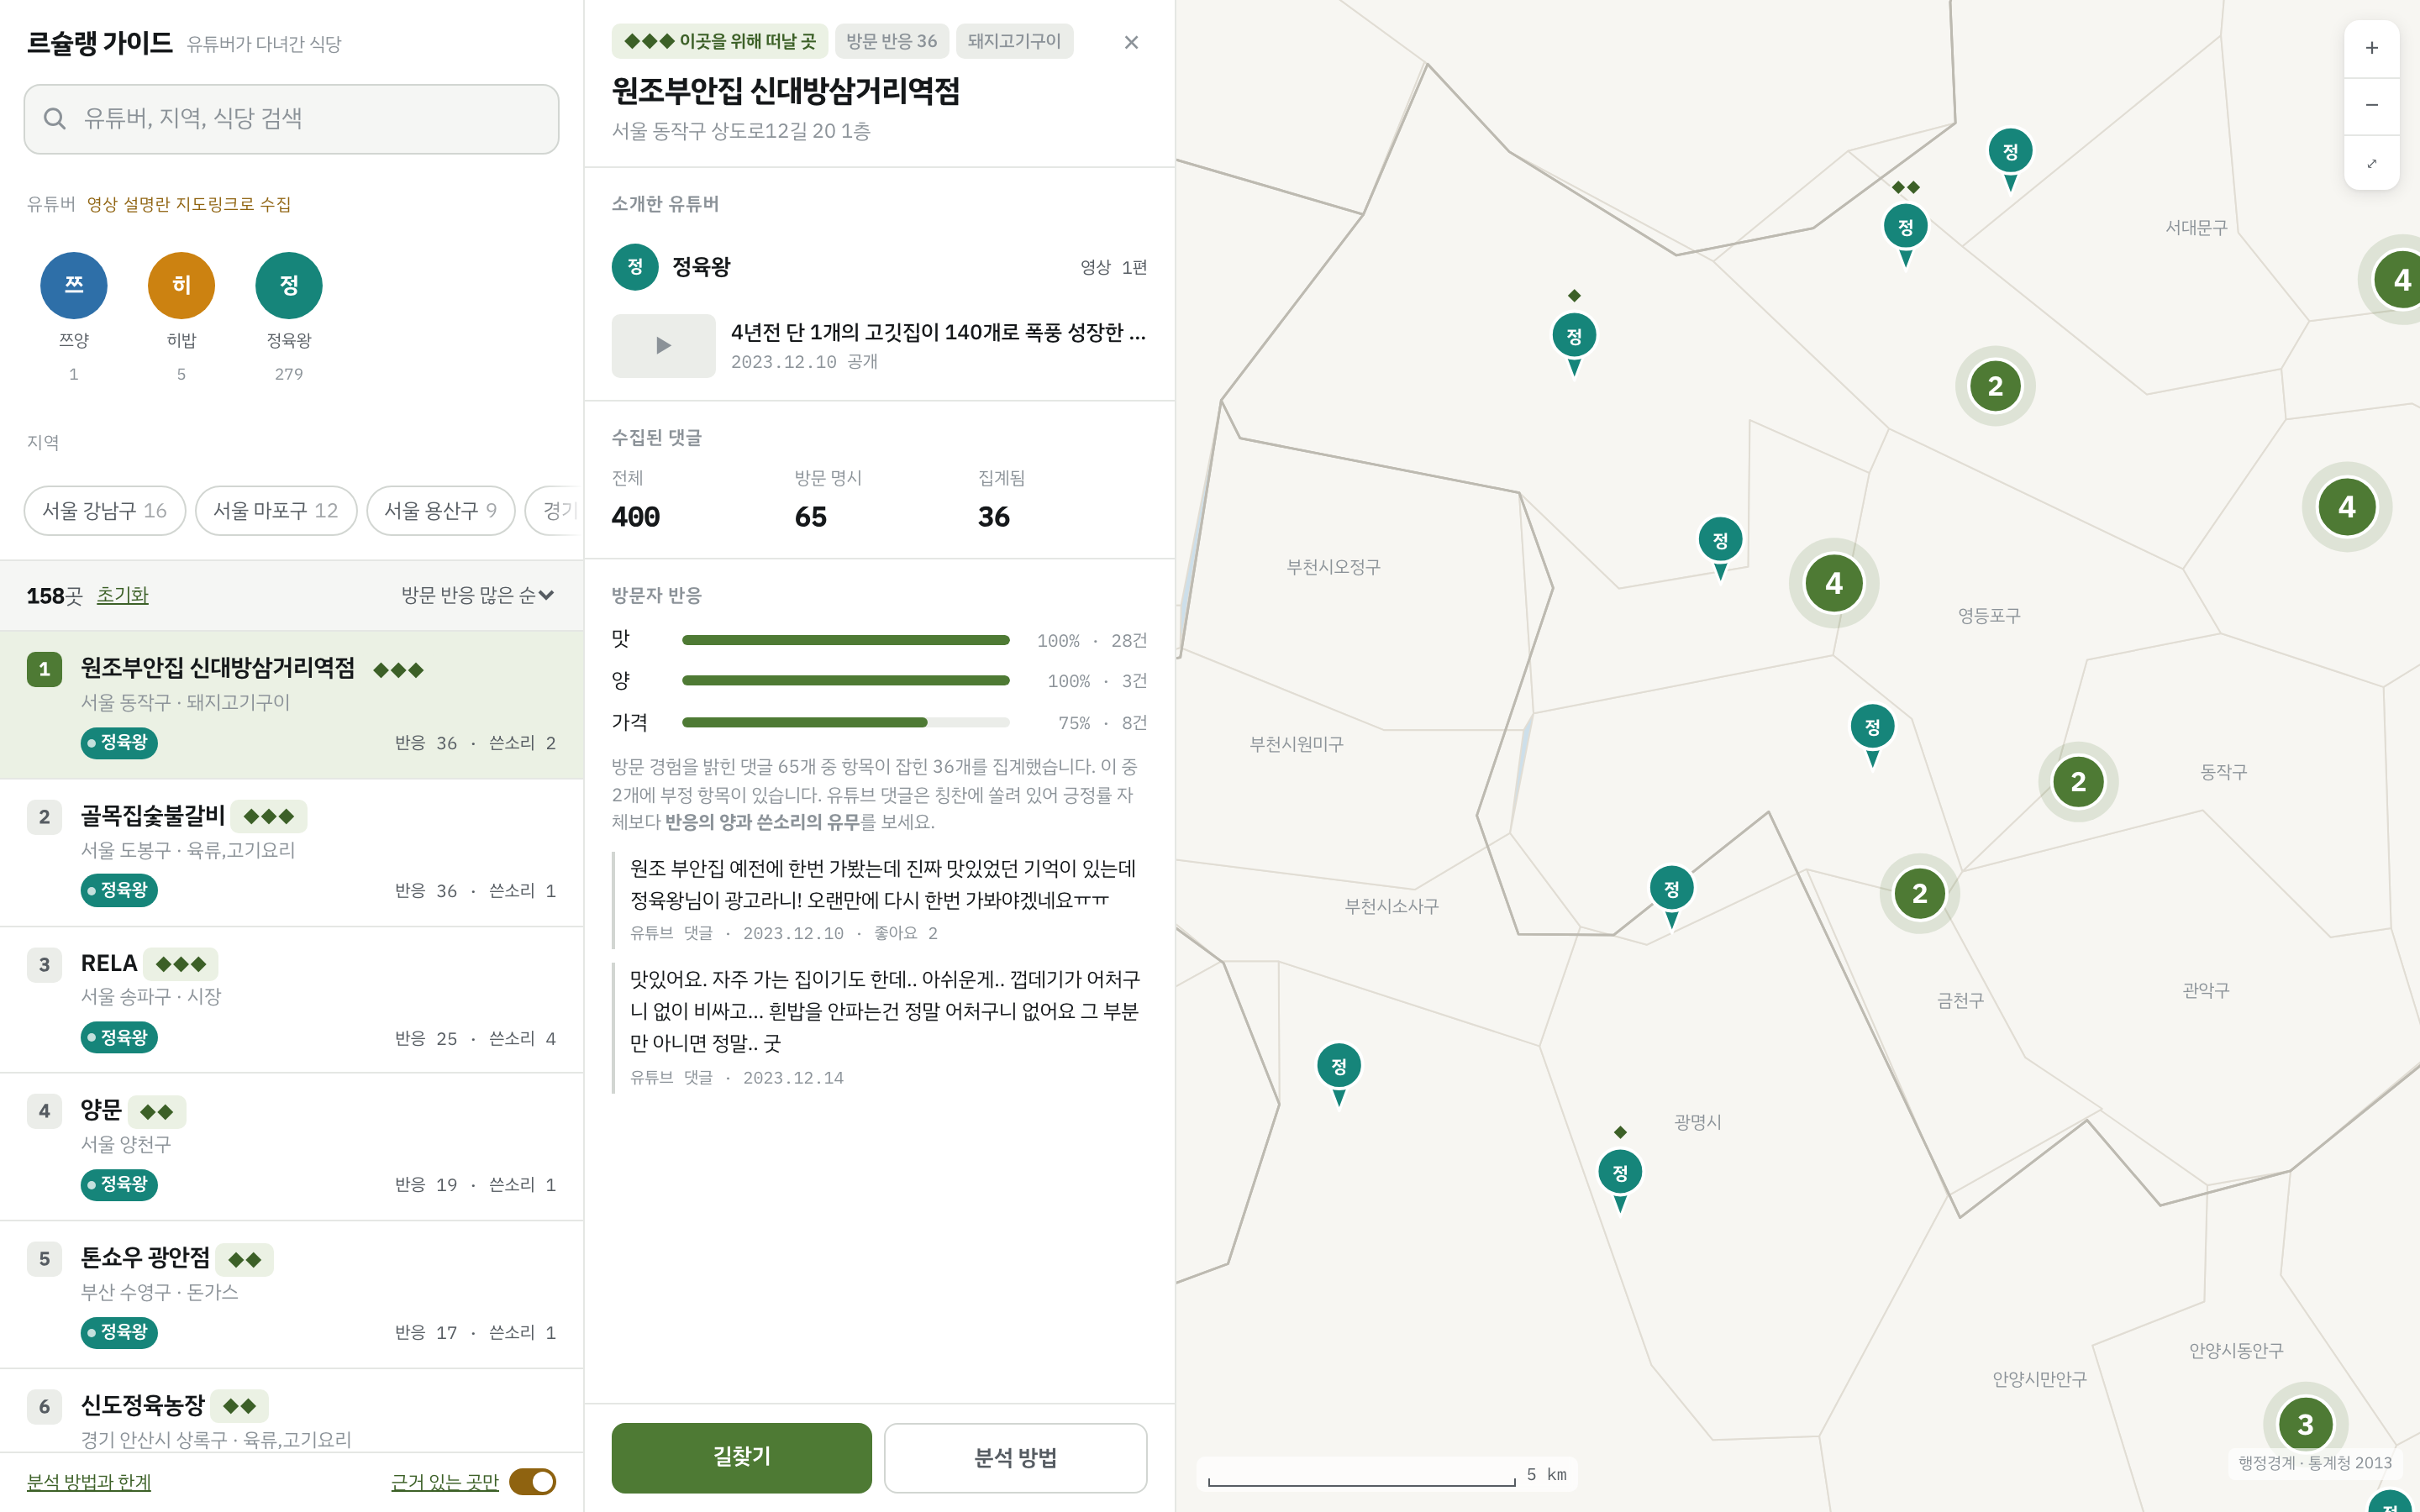 르슐랭 가이드 유튜버가 다녀간 식당
유튜버, 지역, 식당 검색
유튜버 영상 설명란 지도링크로 수집
쯔 히 정
쯔양 히밥 정육왕
1 5 279
지역
서울 강남구 16 서울 마포구 12 서울 용산구 9 경기
158곳 초기화 방문 반응 많은 순
1 원조부안집 신대방삼거리역점 ◆◆◆
서울 동작구 · 돼지고기구이
정육왕 반응 36 · 쓴소리 2
2 골목집숯불갈비 ◆◆◆
서울 도봉구 · 육류,고기요리
정육왕 반응 36 · 쓴소리 1
3 RELA ◆◆◆
서울 송파구 · 시장
정육왕 반응 25 · 쓴소리 4
4 양문 ◆◆
서울 양천구
정육왕 반응 19 · 쓴소리 1
5 톤쇼우 광안점 ◆◆
부산 수영구 · 돈가스
정육왕 반응 17 · 쓴소리 1
6 신도정육농장 ◆◆
경기 안산시 상록구 · 육류,고기요리
분석 방법과 한계 근거 있는 곳만
◆◆◆ 이곳을 위해 떠날 곳 방문 반응 36 돼지고기구이 ×
원조부안집 신대방삼거리역점
서울 동작구 상도로12길 20 1층
소개한 유튜버
정 정육왕 영상 1편
4년전 단 1개의 고깃집이 140개로 폭풍 성장한 ...
2023.12.10 공개
수집된 댓글
전체 방문 명시 집계됨
400 65 36
방문자 반응
맛 100% · 28건
양 100% · 3건
가격 75% · 8건
방문 경험을 밝힌 댓글 65개 중 항목이 잡힌 36개를 집계했습니다. 이 중
2개에 부정 항목이 있습니다. 유튜브 댓글은 칭찬에 쏠려 있어 긍정률 자
체보다 반응의 양과 쓴소리의 유무를 보세요.
원조 부안집 예전에 한번 가봤는데 진짜 맛있었던 기억이 있는데
정육왕님이 광고라니! 오랜만에 다시 한번 가봐야겠네요ㅠㅠ
유튜브 댓글 · 2023.12.10 · 좋아요 2
맛있어요. 자주 가는 집이기도 한데.. 아쉬운게.. 껍데기가 어처구
니 없이 비싸고... 흰밥을 안파는건 정말 어처구니 없어요 그 부분
만 아니면 정말.. 굿
유튜브 댓글 · 2023.12.14
길찾기 분석 방법
+
−
정
◆◆
정
서대문구
4
◆
정
2
4
정
부천시오정구
4
영등포구
정
부천시원미구
2
동작구
정
부천시소사구
2
금천구
관악구
정
광명시
◆
정
안양시동안구
안양시만안구
3
행정경계 · 통계청 2013
5 km
정